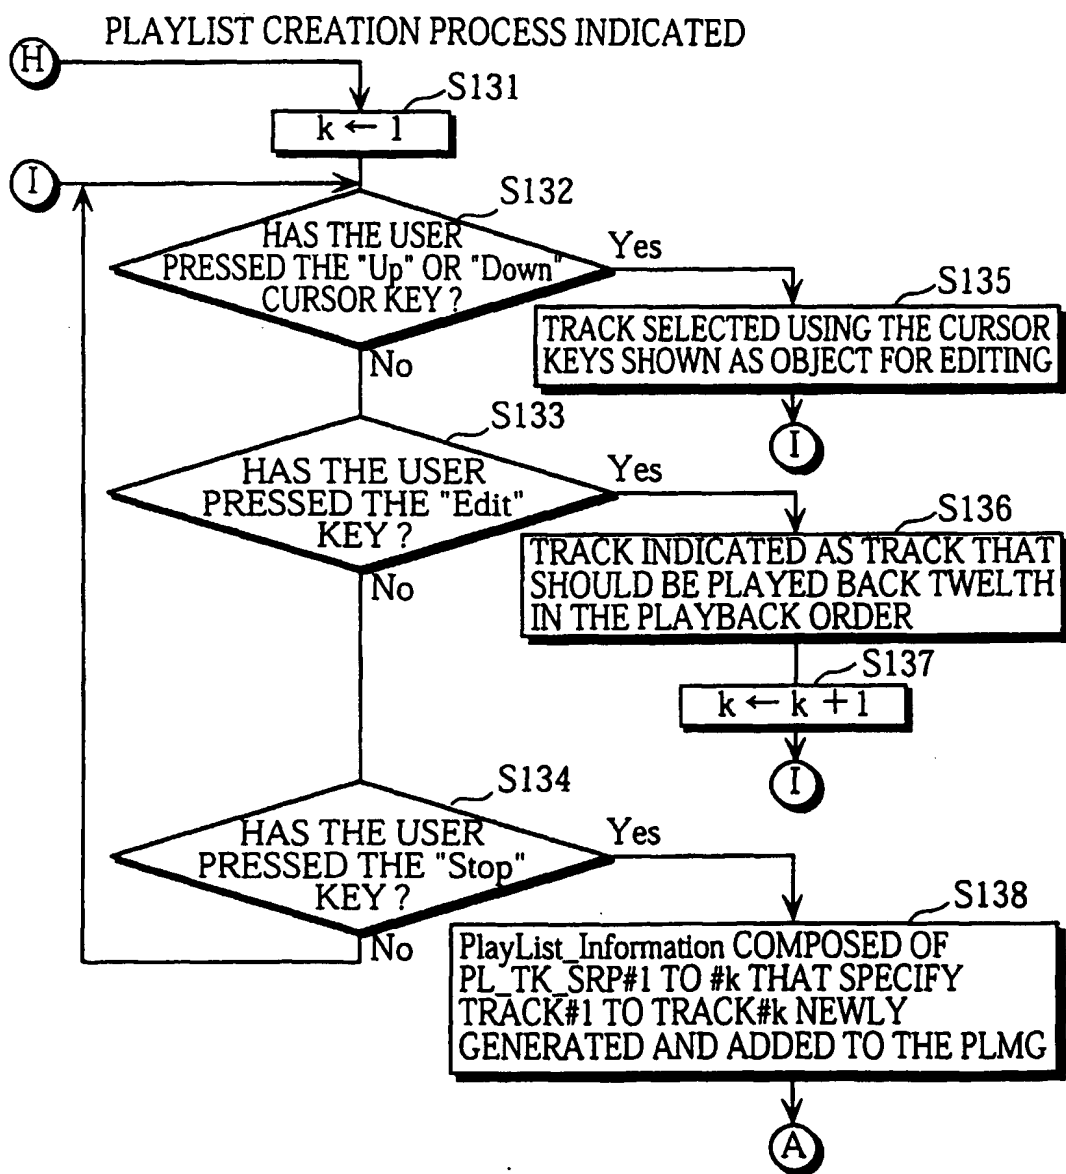 PLAYLIST CREATION PROCESS INDICATED
H
S131
k ← 1
I
S132
HAS THE USER
PRESSED THE "Up" OR "Down"
CURSOR KEY ?
Yes
No
S135
TRACK SELECTED USING THE CURSOR
KEYS SHOWN AS OBJECT FOR EDITING
I
S133
HAS THE USER
PRESSED THE "Edit"
KEY ?
Yes
No
S136
TRACK INDICATED AS TRACK THAT
SHOULD BE PLAYED BACK TWELTH
IN THE PLAYBACK ORDER
S137
k ← k + 1
I
S134
HAS THE USER
PRESSED THE "Stop"
KEY ?
Yes
No
S138
PlayList_Information COMPOSED OF
PL_TK_SRP#1 TO #k THAT SPECIFY
TRACK#1 TO TRACK#k NEWLY
GENERATED AND ADDED TO THE PLMG
A